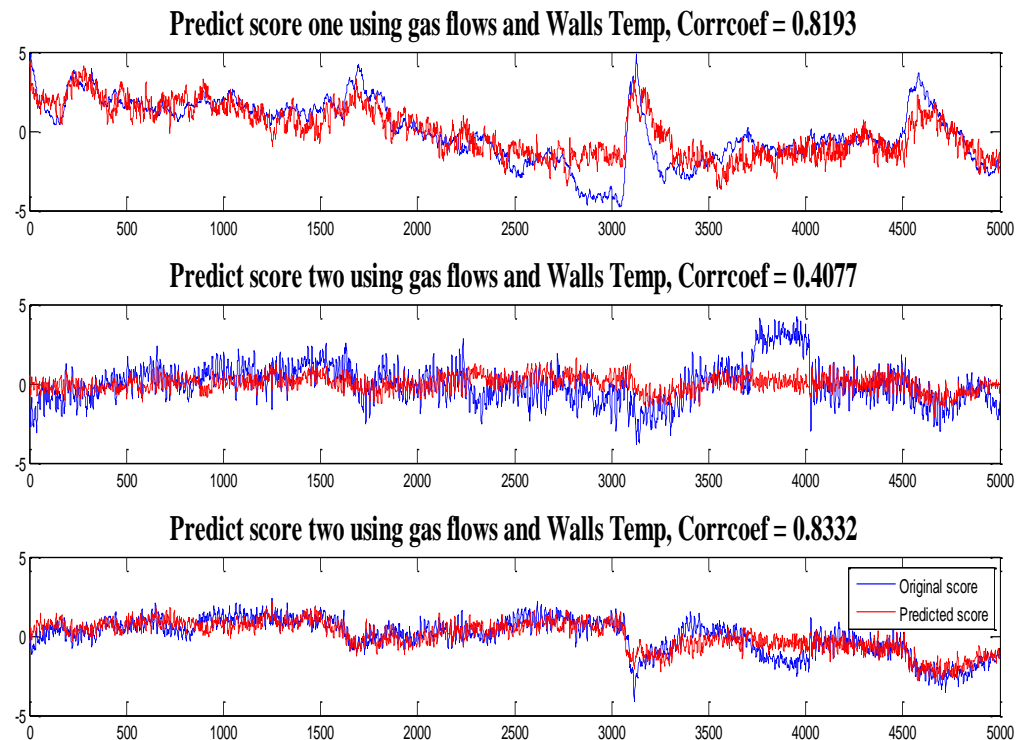 Predict score one using gas flows and Walls Temp, Corrcoef = 0.8193
5
0
-5
0 500 1000 1500 2000 2500 3000 3500 4000 4500 5000
Predict score two using gas flows and Walls Temp, Corrcoef = 0.4077
5
0
-5
0 500 1000 1500 2000 2500 3000 3500 4000 4500 5000
Predict score two using gas flows and Walls Temp, Corrcoef = 0.8332
5
Original score
Predicted score
0
-5
0 500 1000 1500 2000 2500 3000 3500 4000 4500 5000